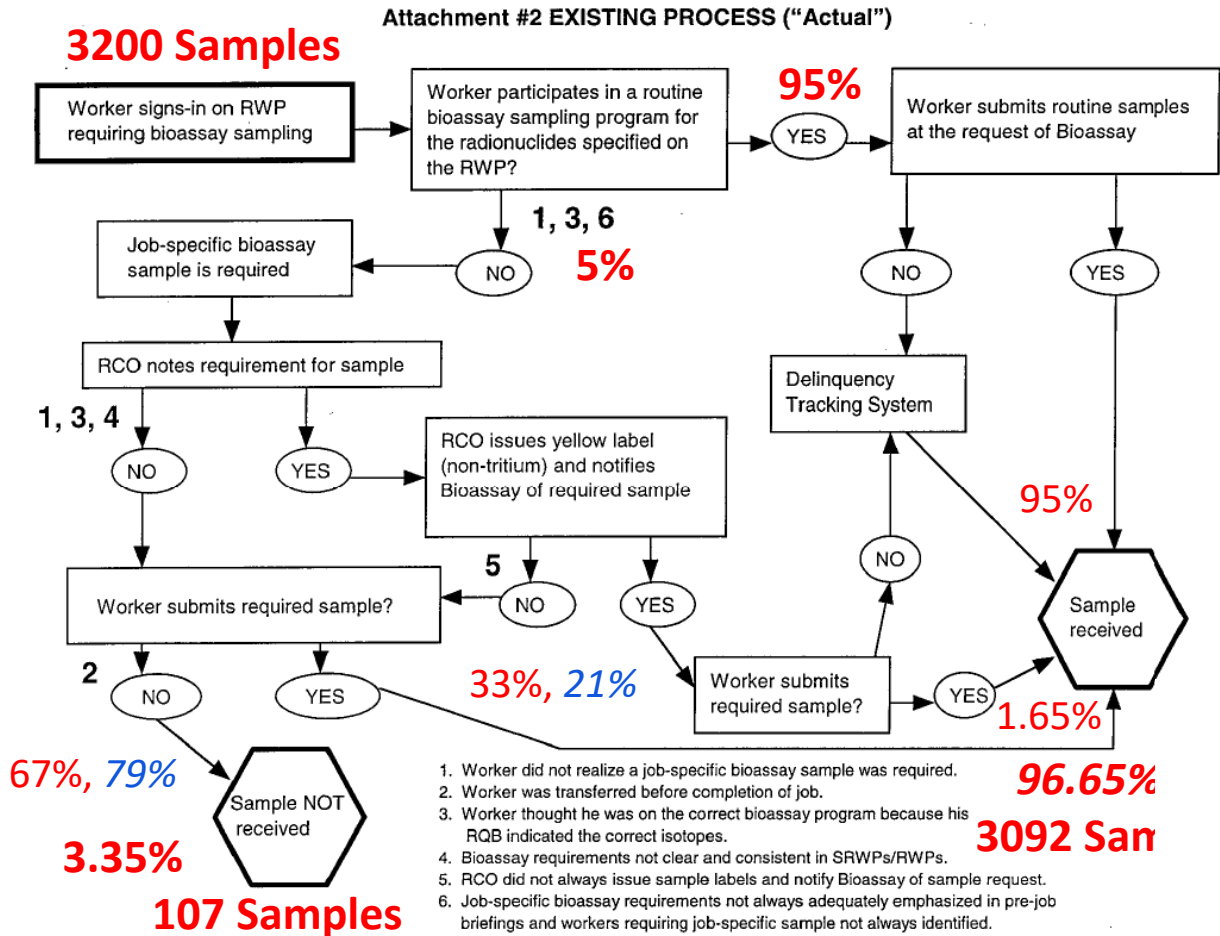 Attachment #2 EXISTING PROCESS (“Actual”)
3200 Samples
Worker signs-in on RWP
requiring bioassay sampling
Worker participates in a routine
bioassay sampling program for
the radionuclides specified on
the RWP?
95%
YES
Worker submits routine samples
at the request of Bioassay
1, 3, 6
NO
5%
Job-specific bioassay
sample is required
NO
YES
RCO notes requirement for sample
Delinquency
Tracking System
1, 3, 4
NO
YES
RCO issues yellow label
(non-tritium) and notifies
Bioassay of required sample
95%
NO
5
NO
YES
Worker submits required sample?
Sample
received
2
NO
YES
33%, 21%
Worker submits
required sample?
YES
1.65%
67%, 79%
Sample NOT
received
3.35%
107 Samples
96.65%
3092 Sam
1. Worker did not realize a job-specific bioassay sample was required.
2. Worker was transferred before completion of job.
3. Worker thought he was on the correct bioassay program because his
RQB indicated the correct isotopes.
4. Bioassay requirements not clear and consistent in SRWPs/RWPs.
5. RCO did not always issue sample labels and notify Bioassay of sample request.
6. Job-specific bioassay requirements not always adequately emphasized in pre-job
briefings and workers requiring job-specific sample not always identified.